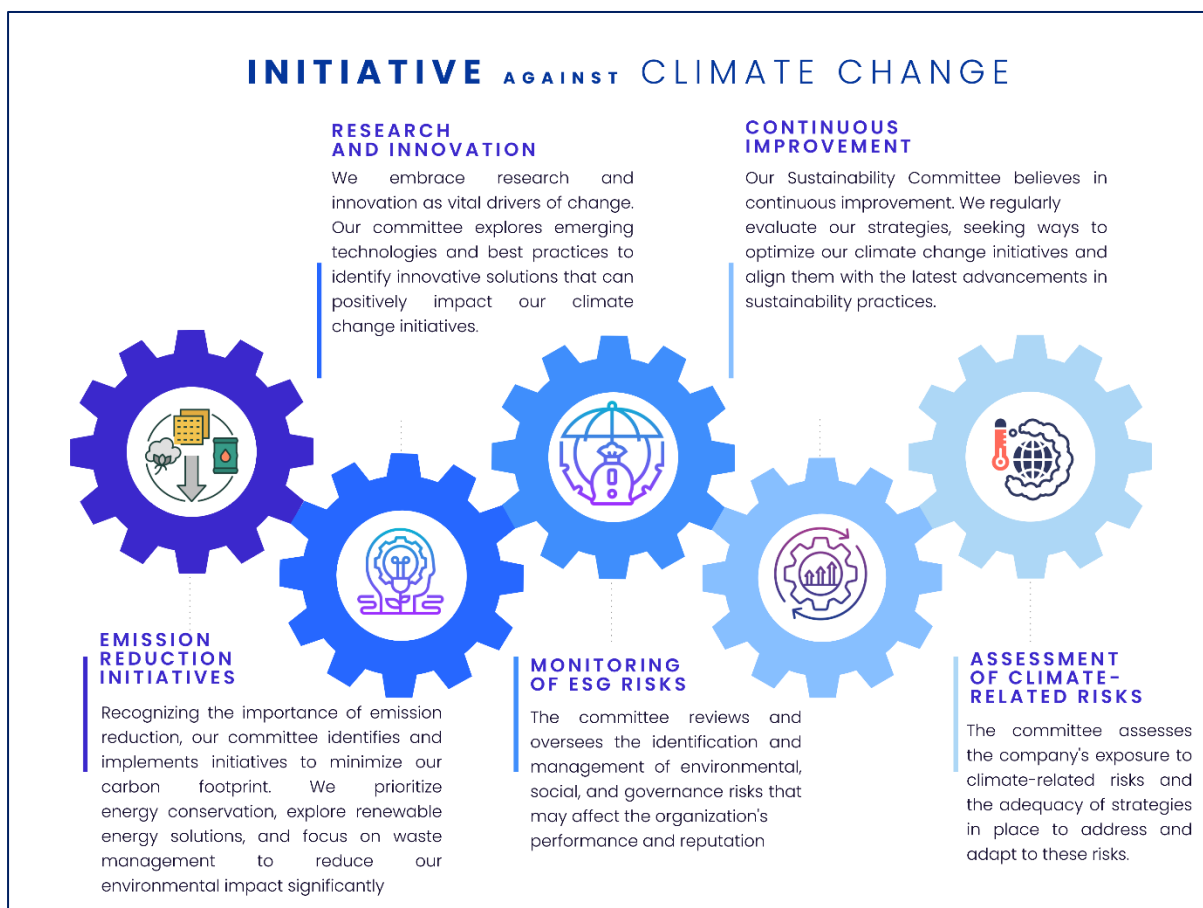 INITIATIVE AGAINST CLIMATE CHANGE
RESEARCH
AND INNOVATION
We embrace research and
innovation as vital drivers of change.
Our committee explores emerging
technologies and best practices to
identify innovative solutions that can
positively impact our climate
change initiatives.
CONTINUOUS
IMPROVEMENT
Our Sustainability Committee believes in
continuous improvement. We regularly
evaluate our strategies, seeking ways to
optimize our climate change initiatives and
align them with the latest advancements in
sustainability practices.
EMISSION
REDUCTION
INITIATIVES
Recognizing the importance of emission
reduction, our committee identifies and
implements initiatives to minimize our
carbon footprint. We prioritize
energy conservation, explore renewable
energy solutions, and focus on waste
management to reduce our
environmental impact significantly
MONITORING
OF ESG RISKS
The committee reviews and
oversees the identification and
management of environmental,
social, and governance risks that
may affect the organization's
performance and reputation
ASSESSMENT
OF CLIMATE-
RELATED RISKS
The committee assesses
the company's exposure to
climate-related risks and
the adequacy of strategies
in place to address and
adapt to these risks.